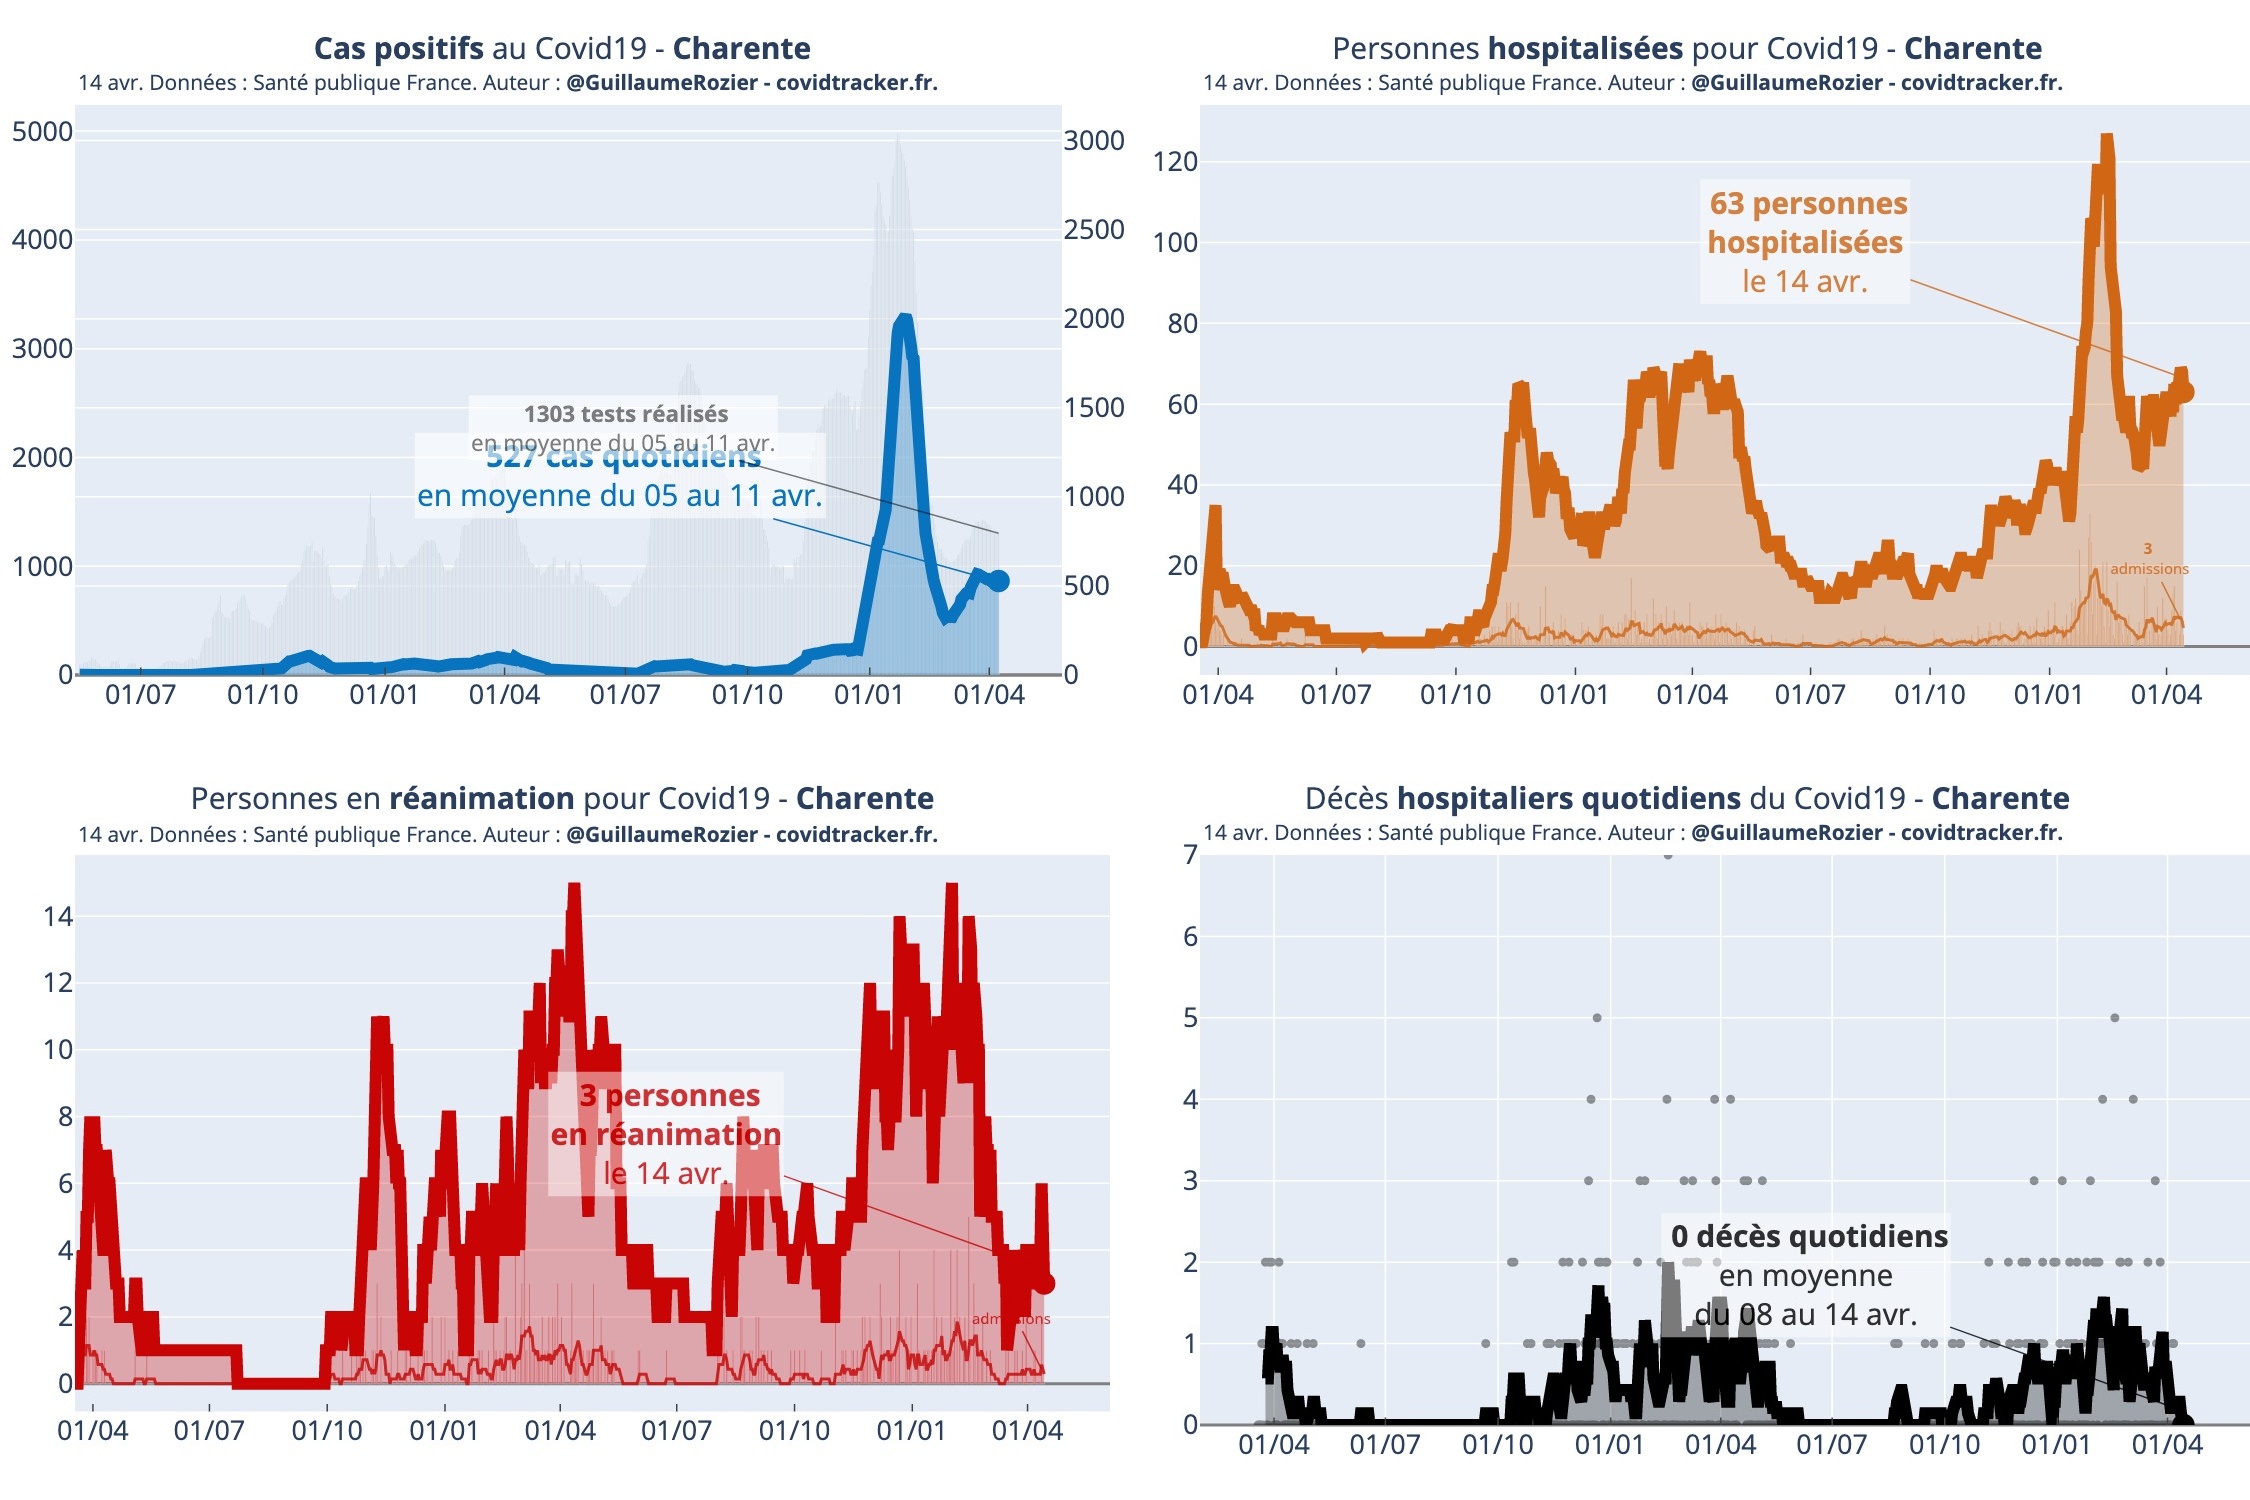 Cas positifs au Covid19 - Charente
14 avr. Données : Santé publique France. Auteur : @GuillaumeRozier - covidtracker.fr.
5000
4000
3000
2000
1000
0
3000
2500
2000
1500
1000
500
0
1303 tests réalisés
en moyenne du 05 au 11 avr.
527 cas quotidiens
en moyenne du 05 au 11 avr.
01/07 01/10 01/01 01/04 01/07 01/10 01/01 01/04
Personnes hospitalisées pour Covid19 - Charente
14 avr. Données : Santé publique France. Auteur : @GuillaumeRozier - covidtracker.fr.
120
100
80
60
40
20
0
63 personnes
hospitalisées
le 14 avr.
3
admissions
01/04 01/07 01/10 01/01 01/04 01/07 01/10 01/01 01/04
Personnes en réanimation pour Covid19 - Charente
14 avr. Données : Santé publique France. Auteur : @GuillaumeRozier - covidtracker.fr.
14
12
10
8
6
4
2
0
3 personnes
en réanimation
le 14 avr.
admissions
01/04 01/07 01/10 01/01 01/04 01/07 01/10 01/01 01/04
Décès hospitaliers quotidiens du Covid19 - Charente
14 avr. Données : Santé publique France. Auteur : @GuillaumeRozier - covidtracker.fr.
7
6
5
4
3
2
1
0
0 décès quotidiens
en moyenne
du 08 au 14 avr.
01/04 01/07 01/10 01/01 01/04 01/07 01/10 01/01 01/04